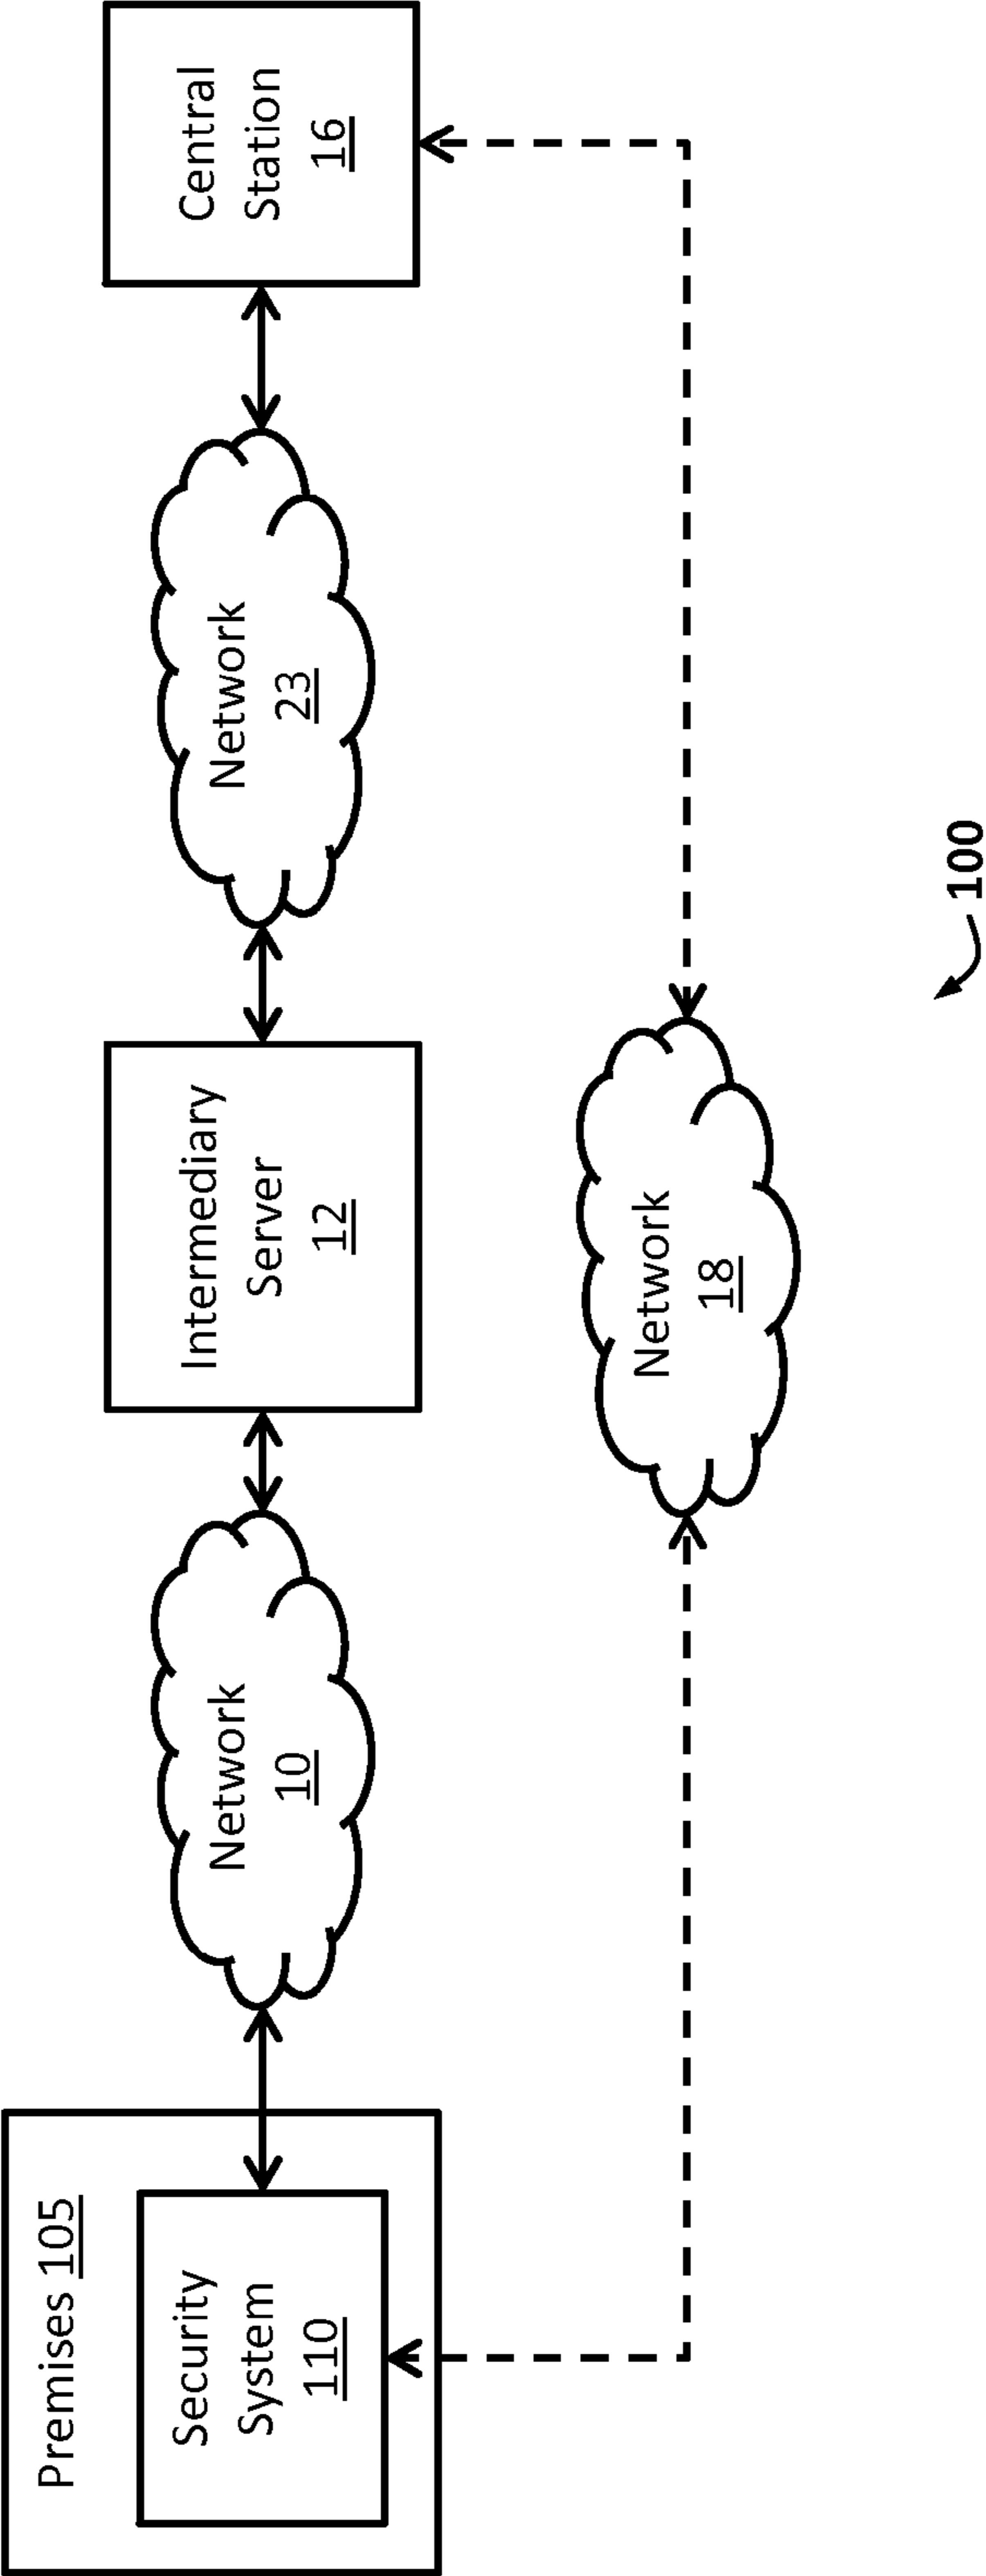 Premises 105
Security
System
110
Network
10
Intermediary
Server
12
Network
23
Central
Station
16
Network
18
100